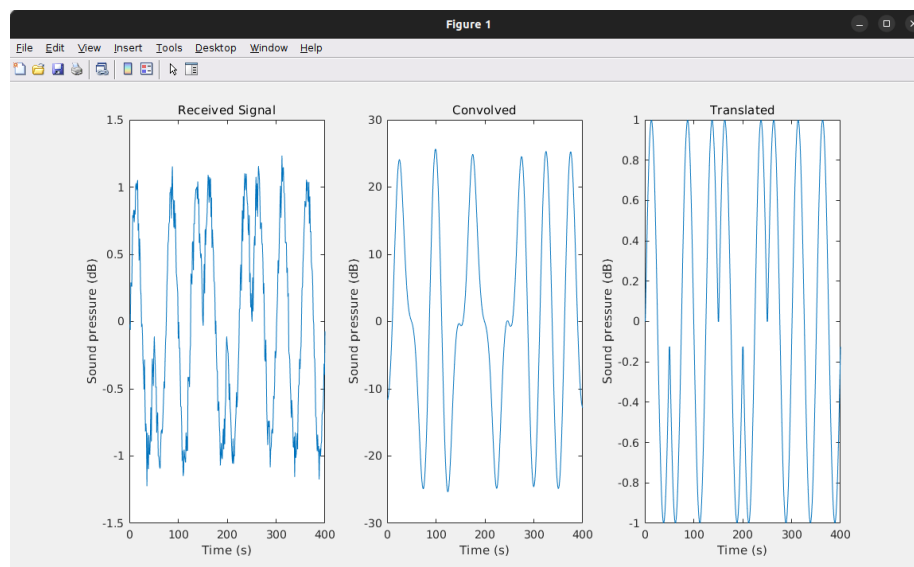 Figure 1
File Edit View Insert Tools Desktop Window Help
Received Signal
1.5
1
0.5
0
-0.5
-1
-1.5
0 100 200 300 400
Time (s)
Sound pressure (dB)
Convolved
30
20
10
0
-10
-20
-30
0 100 200 300 400
Time (s)
Sound pressure (dB)
Translated
1
0.8
0.6
0.4
0.2
0
-0.2
-0.4
-0.6
-0.8
-1
0 100 200 300 400
Time (s)
Sound pressure (dB)